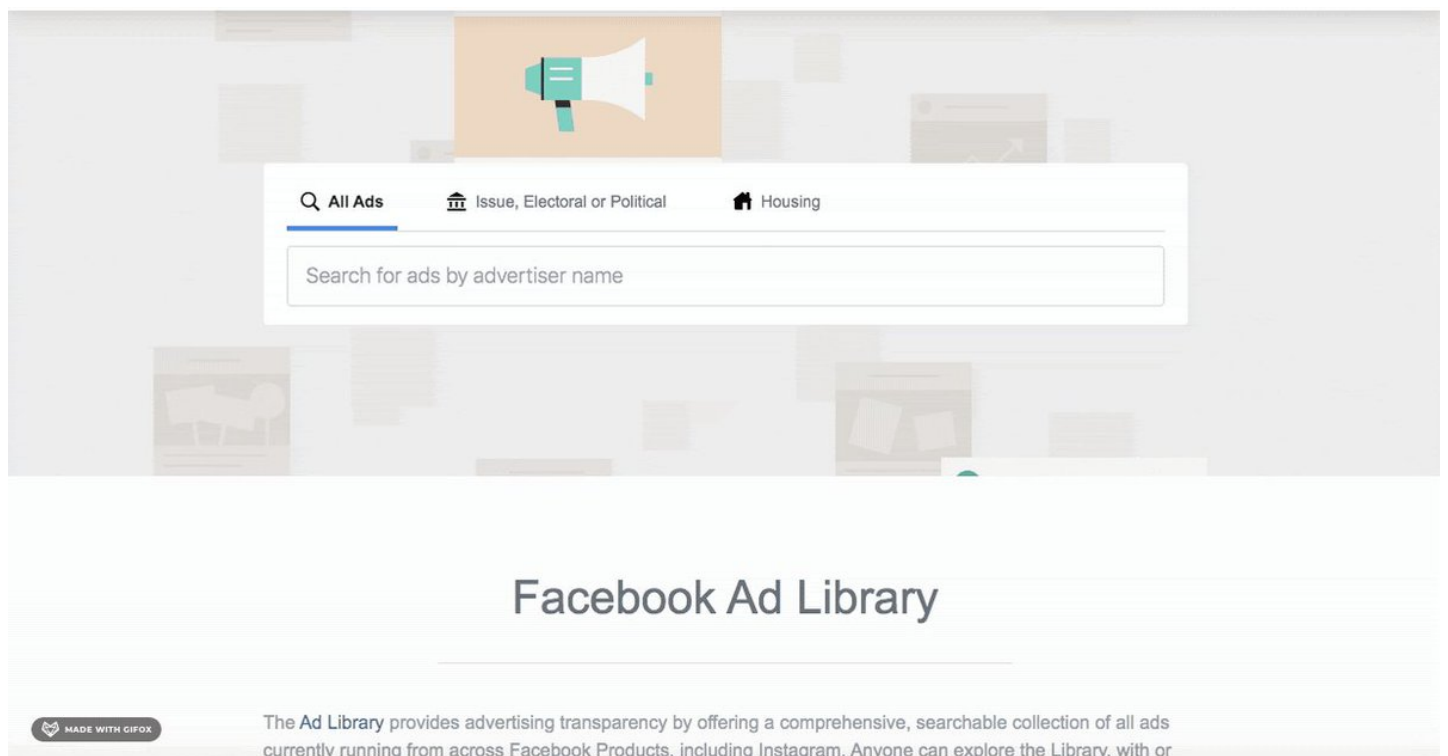 All Ads
Issue, Electoral or Political
Housing
Search for ads by advertiser name
Facebook Ad Library
The Ad Library provides advertising transparency by offering a comprehensive, searchable collection of all ads
currently running from across Facebook Products, including Instagram. Anyone can explore the Library, with or
MADE WITH GIFOX